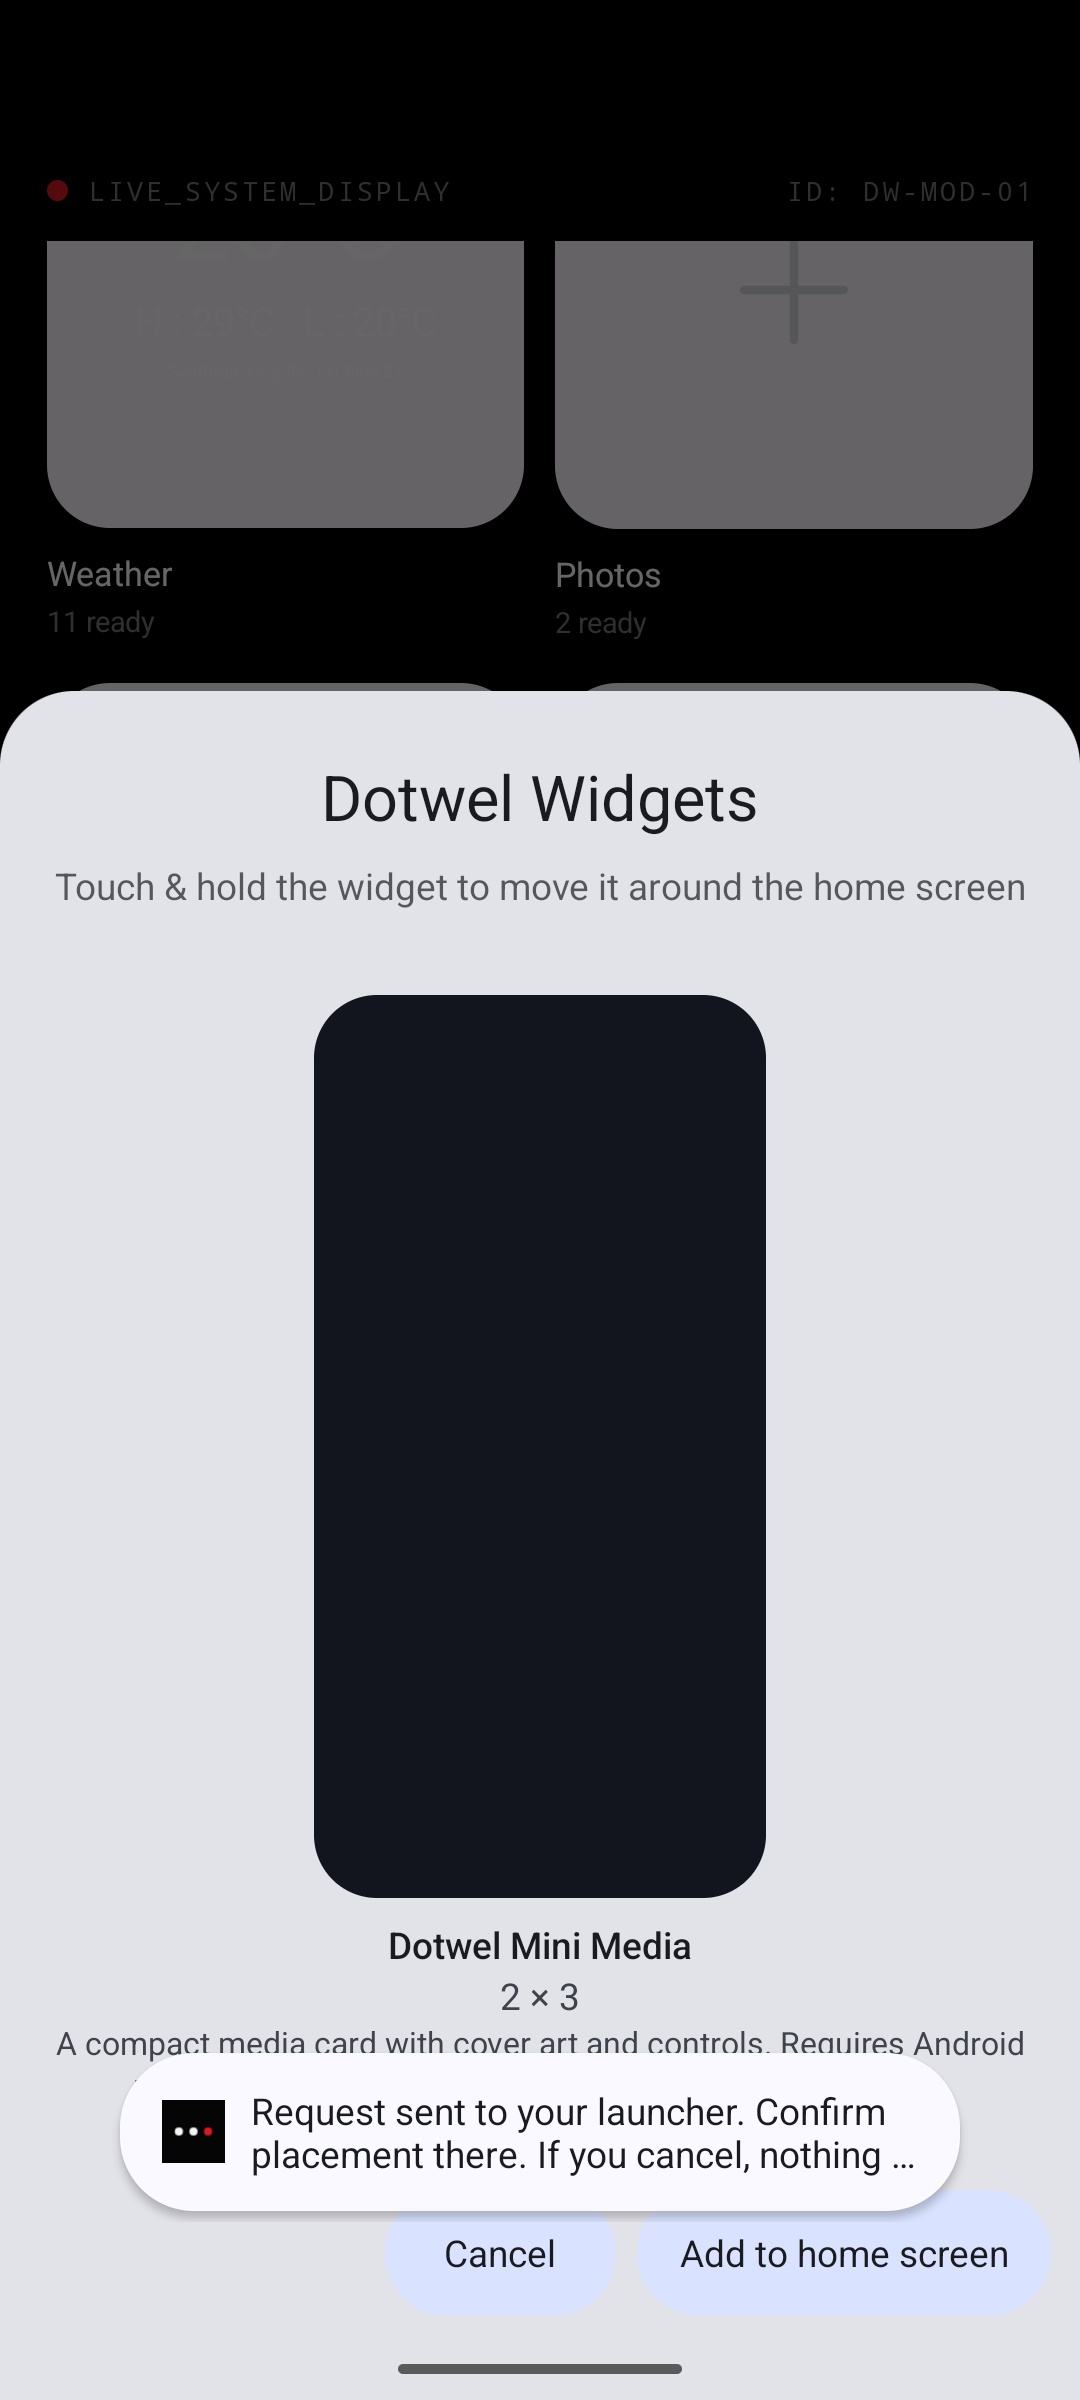 LIVE_SYSTEM_DISPLAY ID: DW-MOD-01
H : 29°C L : 20°C
Weather
11 ready
Photos
2 ready
Dotwel Widgets
Touch & hold the widget to move it around the home screen
Dotwel Mini Media
2 × 3
A compact media card with cover art and controls. Requires Android
Request sent to your launcher. Confirm
placement there. If you cancel, nothing ...
Cancel
Add to home screen